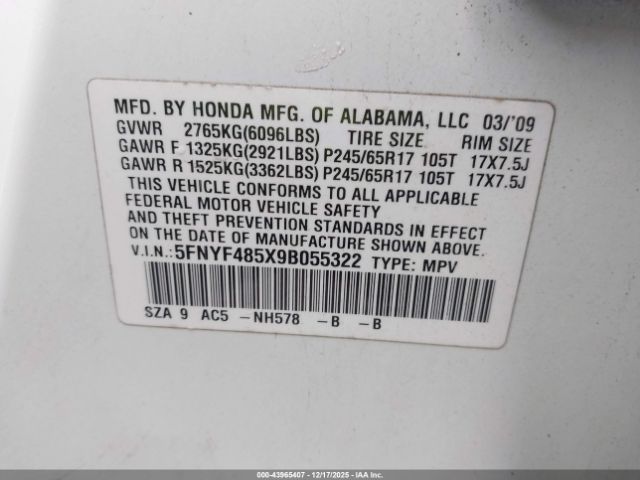 MFD. BY HONDA MFG. OF ALABAMA, LLC 03/'09
GVWR 2765KG(6096LBS) TIRE SIZE RIM SIZE
GAWR F 1325KG(2921LBS) P245/65R17 105T 17X7.5J
GAWR R 1525KG(3362LBS) P245/65R17 105T 17X7.5J
THIS VEHICLE CONFORMS TO ALL APPLICABLE
FEDERAL MOTOR VEHICLE SAFETY
AND THEFT PREVENTION STANDARDS IN EFFECT
ON THE DATE OF MANUFACTURE SHOWN ABOVE.
V.I.N.: 5FNYF485X9B055322 TYPE: MPV
SZA 9 AC5 -NH578 -B -B
000-43965407 - 12/17/2025 - IAAI.COM